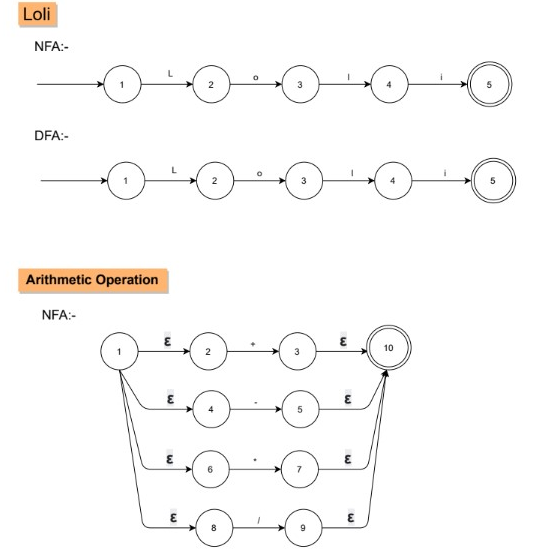 Loli
NFA:-
1 L 2 o 3 l 4 i 5
DFA:-
1 L 2 o 3 l 4 i 5
Arithmetic Operation
NFA:-
1 ε 2 + 3 ε 10
ε 4 - 5 ε
ε 6 * 7 ε
ε 8 / 9 ε